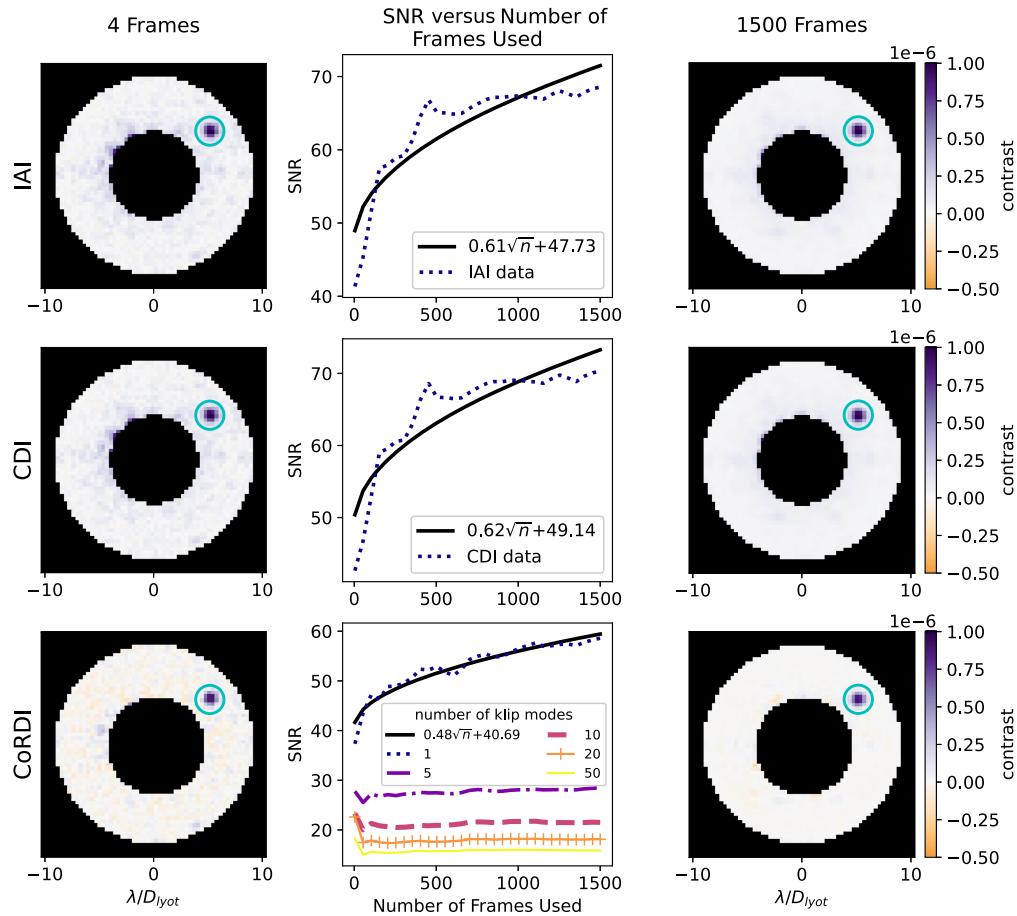 4 Frames
SNR versus Number of
Frames Used
1500 Frames
IAI
−10 0 10
SNR
70
60
50
40
0.61√n+47.73
IAI data
0 500 1000 1500
−10 0 10
1e−6
1.00
0.75
0.50
0.25
0.00
−0.25
−0.50
contrast
CDI
−10 0 10
SNR
70
60
50
0.62√n+49.14
CDI data
0 500 1000 1500
−10 0 10
1e−6
1.00
0.75
0.50
0.25
0.00
−0.25
−0.50
contrast
CoRDI
−10 0 10
λ/D_lyot
SNR
60
50
40
30
20
number of klip modes
0.48√n+40.69
1
5
10
20
50
0 500 1000 1500
Number of Frames Used
−10 0 10
λ/D_lyot
1e−6
1.00
0.75
0.50
0.25
0.00
−0.25
−0.50
contrast